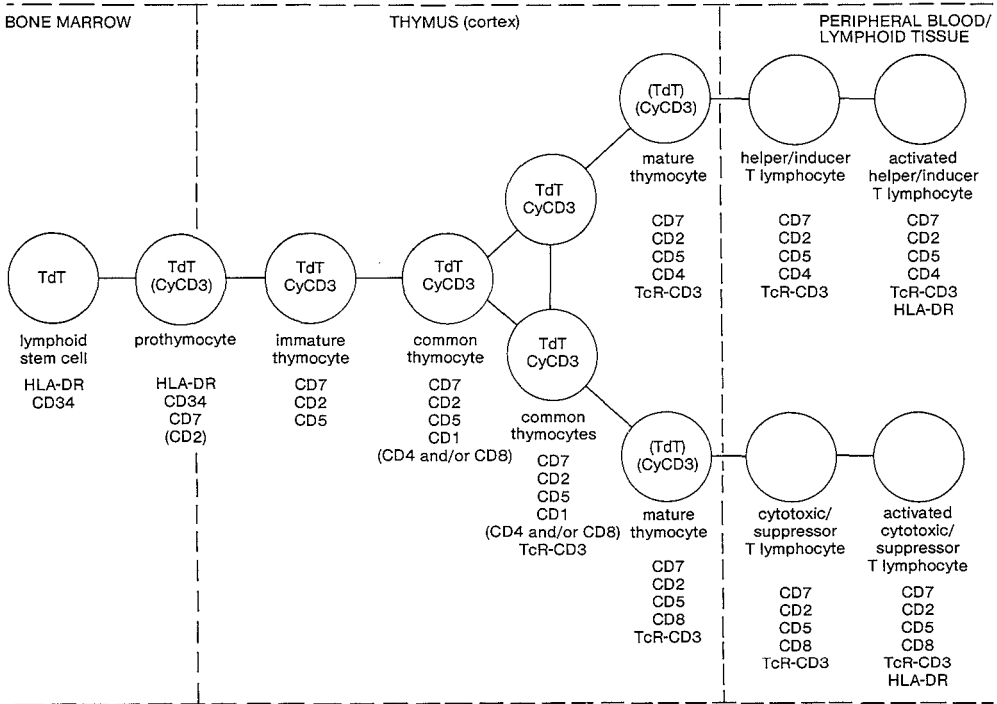 BONE MARROW
THYMUS (cortex)
PERIPHERAL BLOOD/
LYMPHOID TISSUE
TdT
lymphoid
stem cell
HLA-DR
CD34
TdT
(CyCD3)
prothymocyte
HLA-DR
CD34
CD7
(CD2)
TdT
CyCD3
immature
thymocyte
CD7
CD2
CD5
TdT
CyCD3
common
thymocyte
CD7
CD2
CD5
CD1
(CD4 and/or CD8)
TdT
CyCD3
TdT
CyCD3
common
thymocytes
CD7
CD2
CD5
CD1
(CD4 and/or CD8)
TcR-CD3
(TdT)
(CyCD3)
mature
thymocyte
CD7
CD2
CD5
CD4
TcR-CD3
helper/inducer
T lymphocyte
CD7
CD2
CD5
CD4
TcR-CD3
activated
helper/inducer
T lymphocyte
CD7
CD2
CD5
CD4
TcR-CD3
HLA-DR
(TdT)
(CyCD3)
mature
thymocyte
CD7
CD2
CD5
CD8
TcR-CD3
cytotoxic/
suppressor
T lymphocyte
CD7
CD2
CD5
CD8
TcR-CD3
activated
cytotoxic/
suppressor
T lymphocyte
CD7
CD2
CD5
CD8
TcR-CD3
HLA-DR